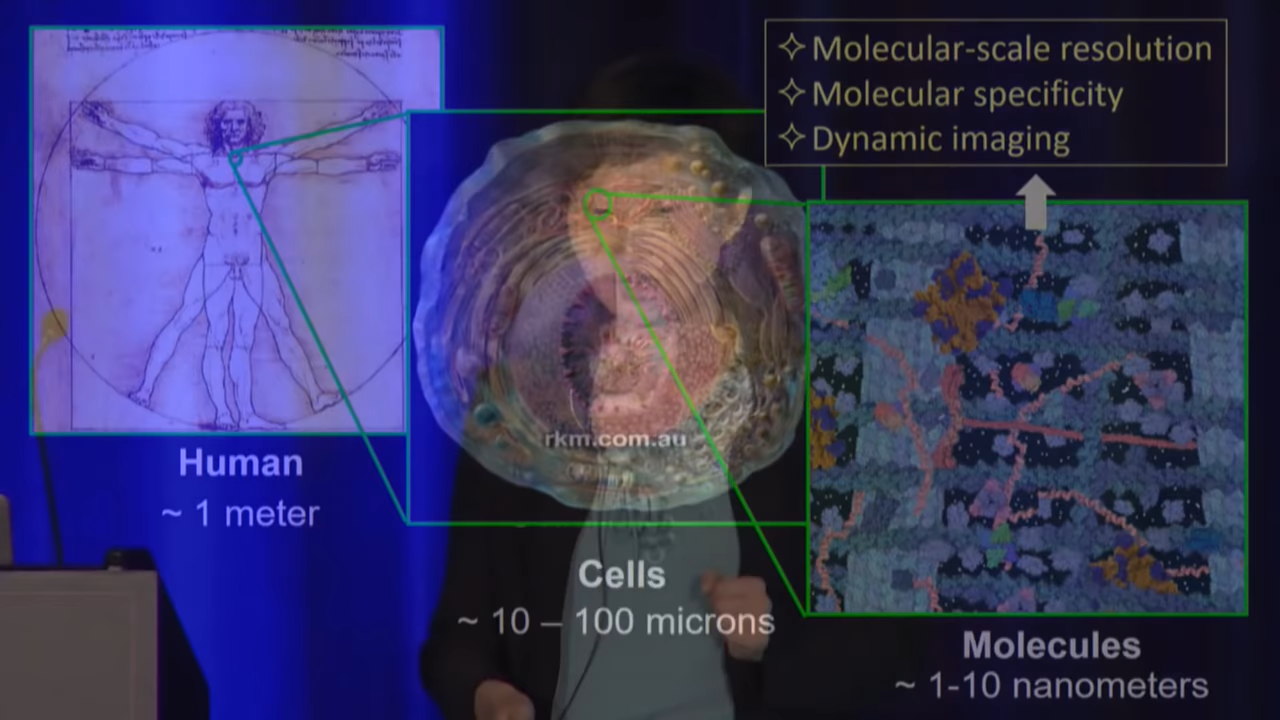 Molecular-scale resolution
Molecular specificity
Dynamic imaging
rkm.com.au
Human
~ 1 meter
Cells
~ 10 – 100 microns
Molecules
~ 1-10 nanometers